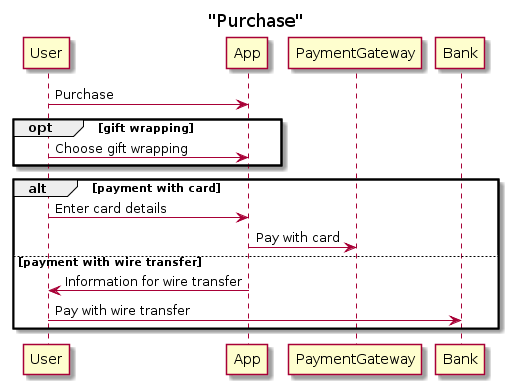 "Purchase"
User App PaymentGateway Bank
Purchase
opt [gift wrapping]
Choose gift wrapping
alt [payment with card]
Enter card details
Pay with card
[payment with wire transfer]
Information for wire transfer
Pay with wire transfer
User App PaymentGateway Bank